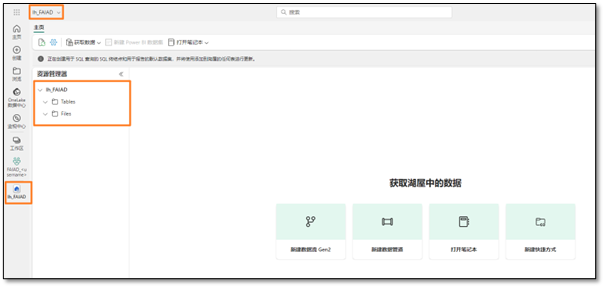 lh_FAIAD
搜索
主页
获取数据
新建 Power BI 数据集
打开笔记本
正在创建用于 SQL 查询的 SQL 终结点和用于报告的默认数据集，并将使用添加到湖屋的任何表进行更新。
资源管理器
lh_FAIAD
Tables
Files
主页
创建
浏览
OneLake
数据中心
监视中心
工作区
FAIAD_<u
sername>
lh_FAIAD
获取湖屋中的数据
新建数据流 Gen2
新建数据管道
打开笔记本
新建快捷方式